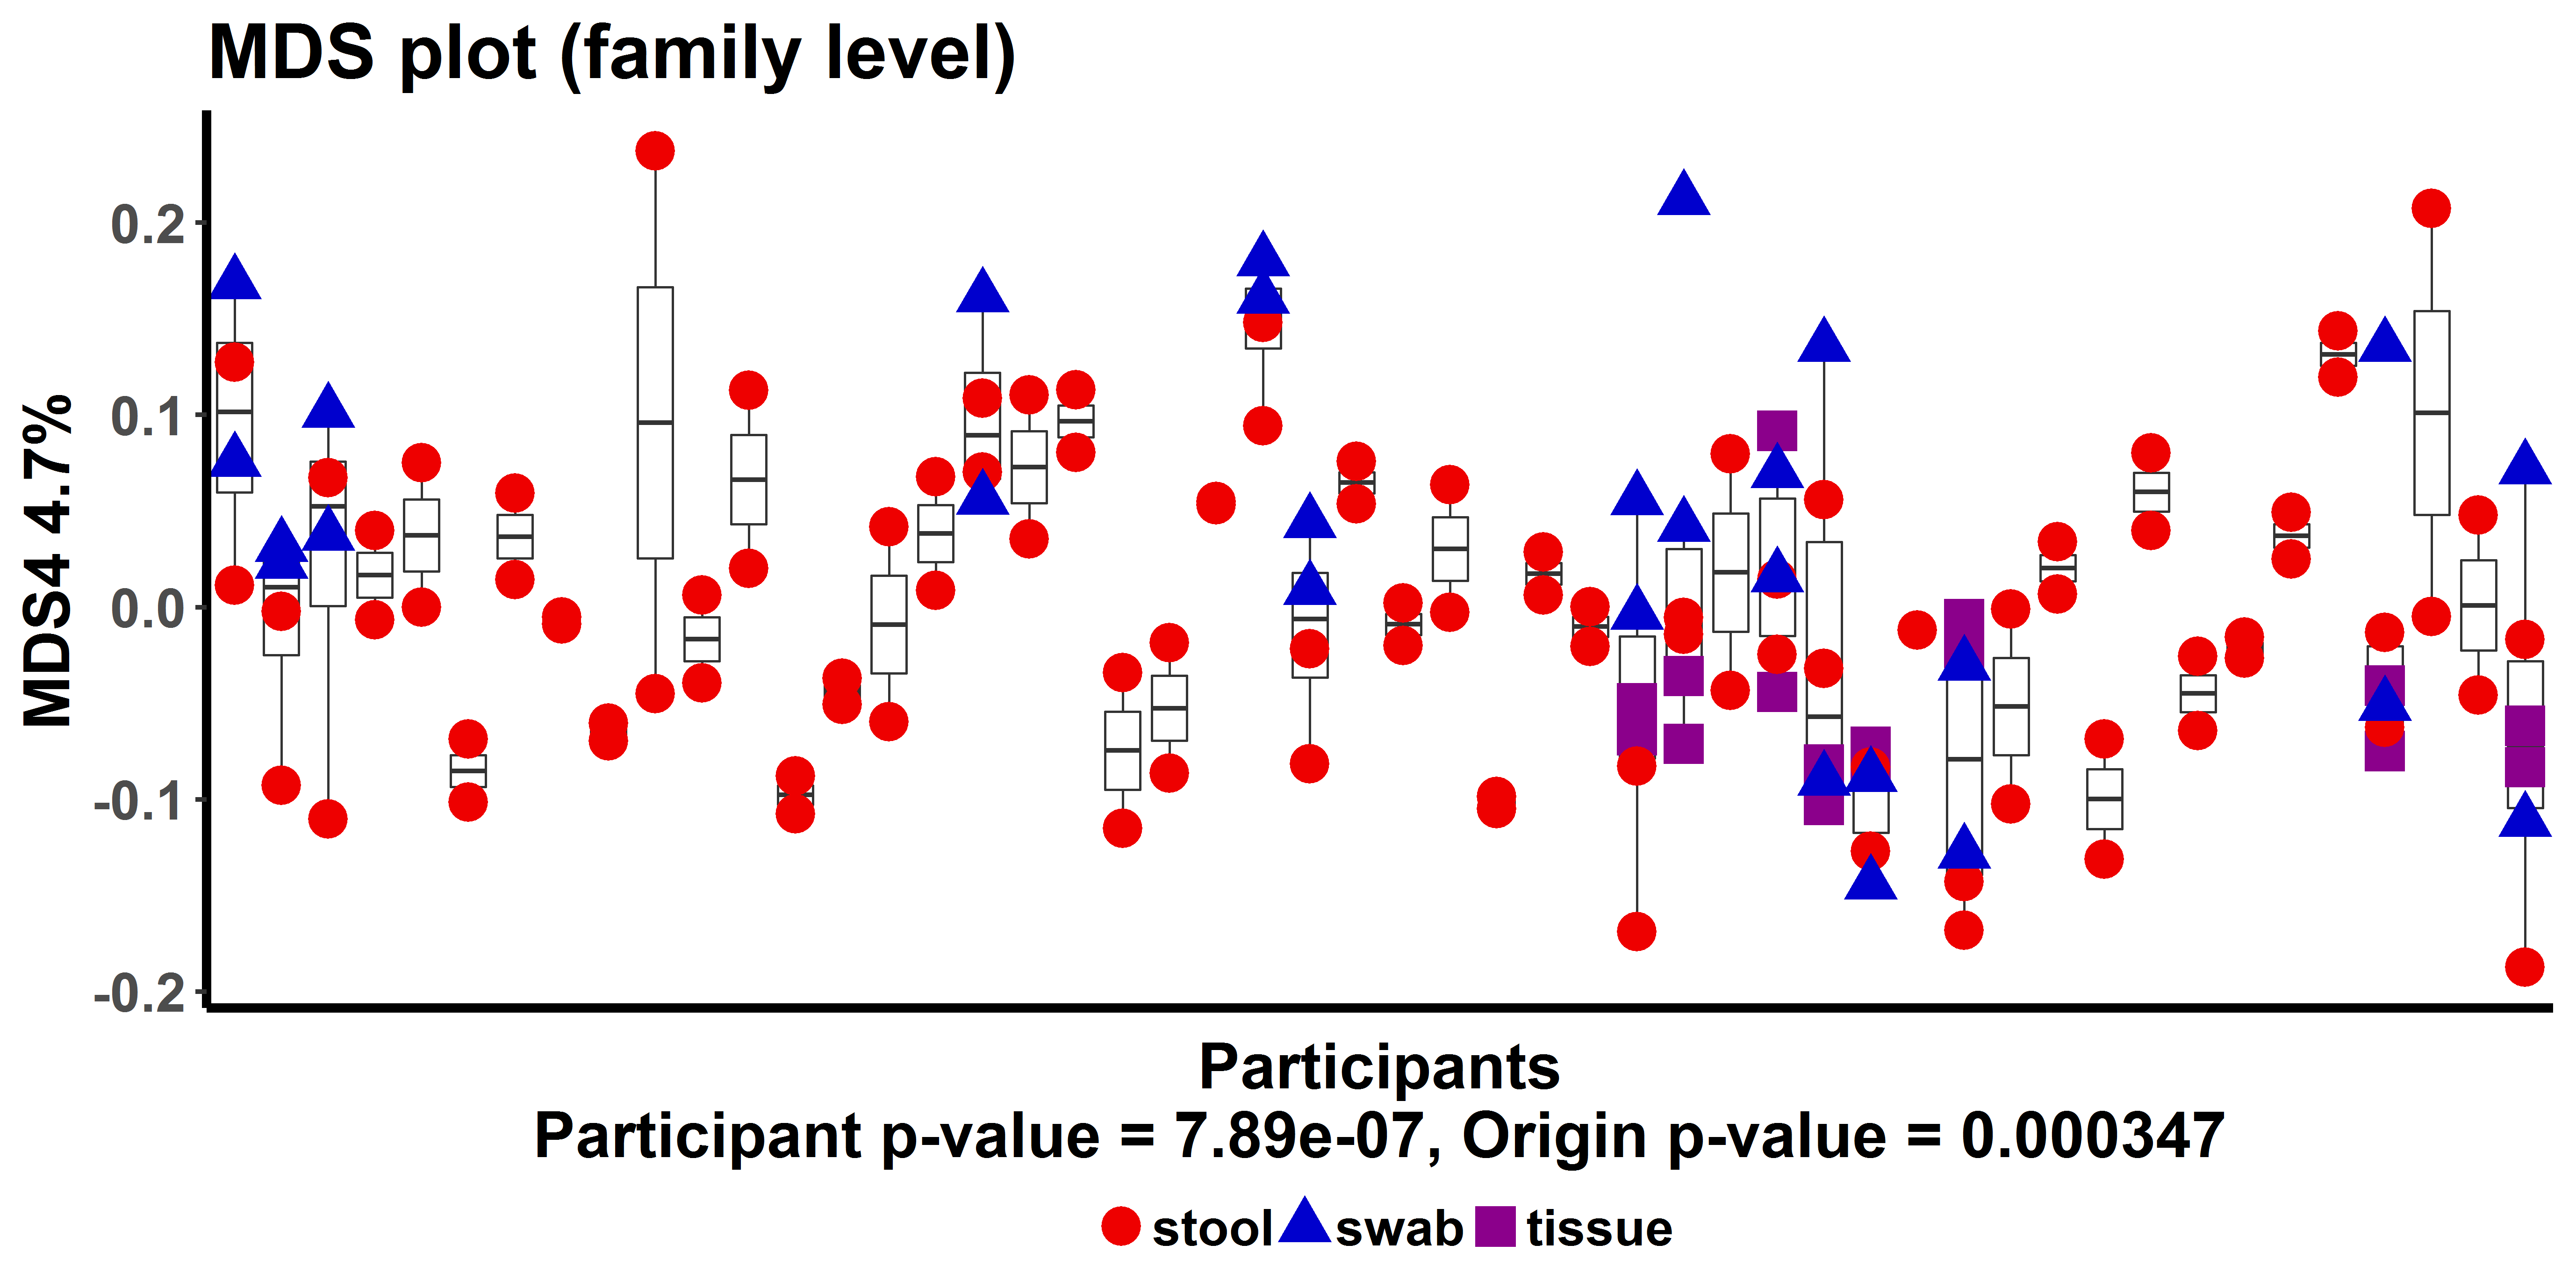 MDS plot (family level)
MDS4 4.7%
0.2
0.1
0.0
-0.1
-0.2
Participants
Participant p-value = 7.89e-07, Origin p-value = 0.000347
stool swab tissue